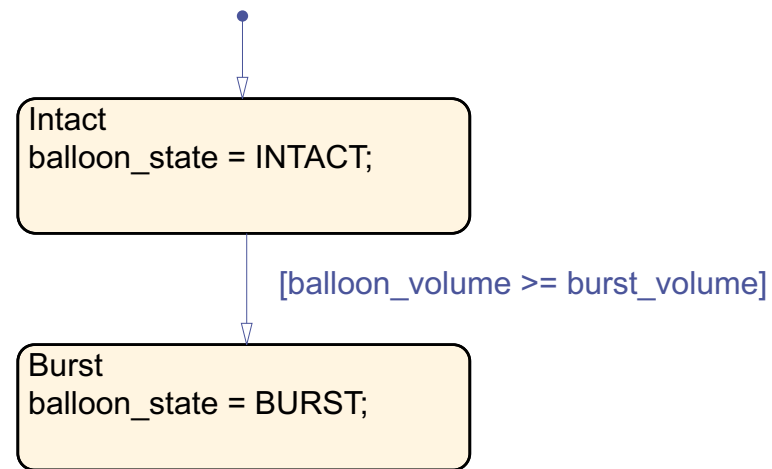 Intact
balloon_state = INTACT;
[balloon_volume >= burst_volume]
Burst
balloon_state = BURST;